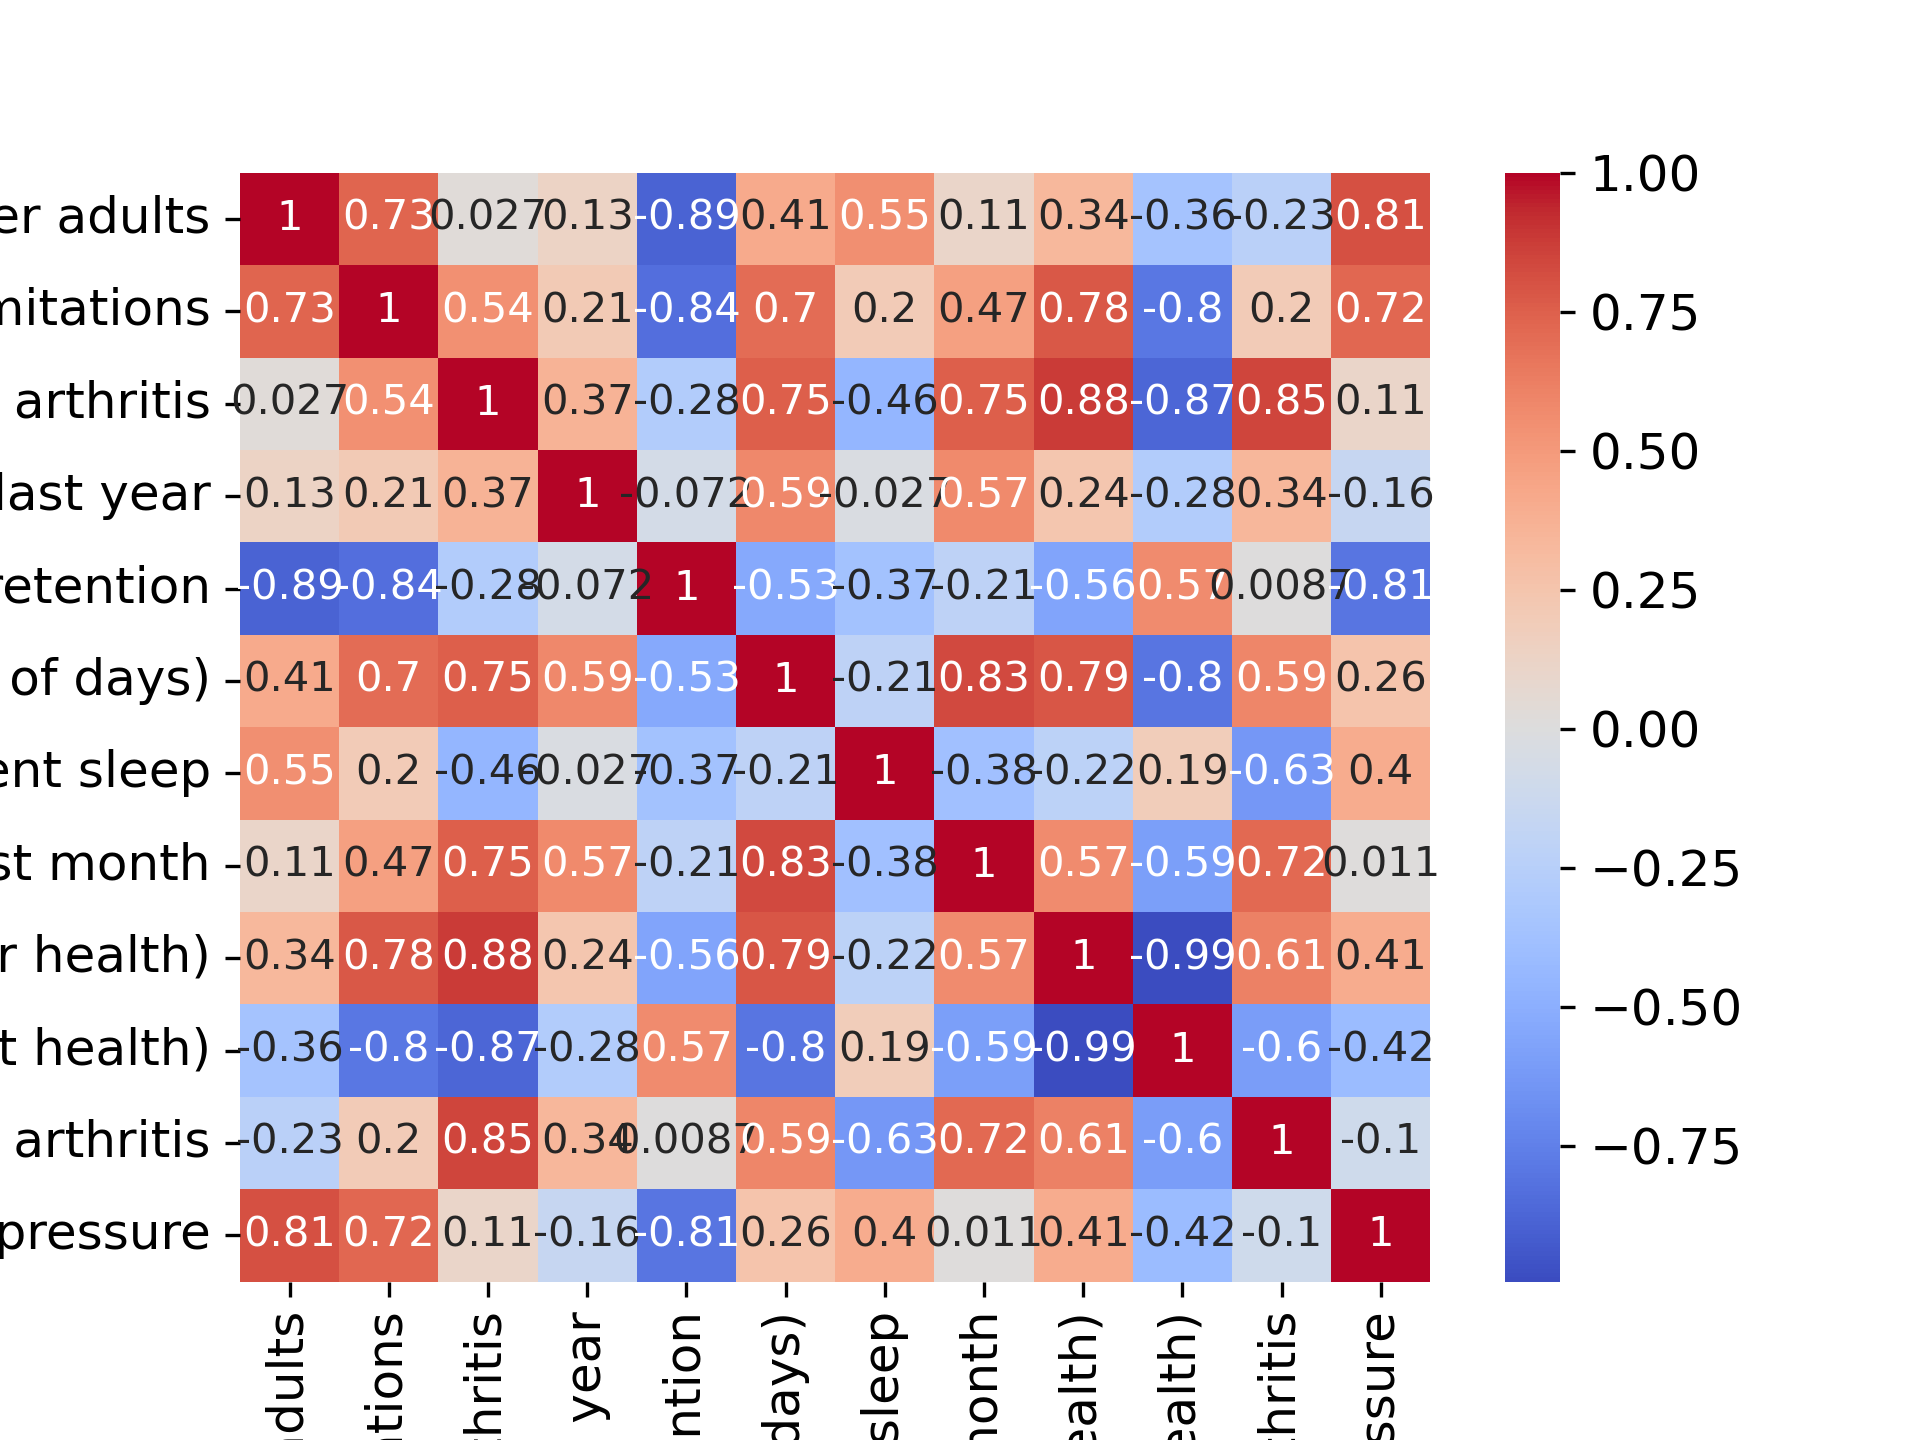 er adults 1 0.73 0.027 0.13 -0.89 0.41 0.55 0.11 0.34 -0.36 -0.23 0.81
mitations 0.73 1 0.54 0.21 -0.84 0.7 0.2 0.47 0.78 -0.8 0.2 0.72
arthritis 0.027 0.54 1 0.37 -0.28 0.75 -0.46 0.75 0.88 -0.87 0.85 0.11
last year 0.13 0.21 0.37 1 -0.072 0.59 -0.027 0.57 0.24 -0.28 0.34 -0.16
retention -0.89 -0.84 -0.28 -0.072 1 -0.53 -0.37 -0.21 -0.56 0.57 0.0087 -0.81
of days) 0.41 0.7 0.75 0.59 -0.53 1 -0.21 0.83 0.79 -0.8 0.59 0.26
ent sleep 0.55 0.2 -0.46 -0.027 -0.37 -0.21 1 -0.38 -0.22 0.19 -0.63 0.4
st month 0.11 0.47 0.75 0.57 -0.21 0.83 -0.38 1 0.57 -0.59 0.72 0.011
r health) 0.34 0.78 0.88 0.24 -0.56 0.79 -0.22 0.57 1 -0.99 0.61 0.41
t health) -0.36 -0.8 -0.87 -0.28 0.57 -0.8 0.19 -0.59 -0.99 1 -0.6 -0.42
arthritis -0.23 0.2 0.85 0.34 0.0087 0.59 -0.63 0.72 0.61 -0.6 1 -0.1
pressure 0.81 0.72 0.11 -0.16 -0.81 0.26 0.4 0.011 0.41 -0.42 -0.1 1
adults
ations
thritis
year
ntion
days)
sleep
month
ealth)
ealth)
thritis
ssure
1.00
0.75
0.50
0.25
0.00
−0.25
−0.50
−0.75